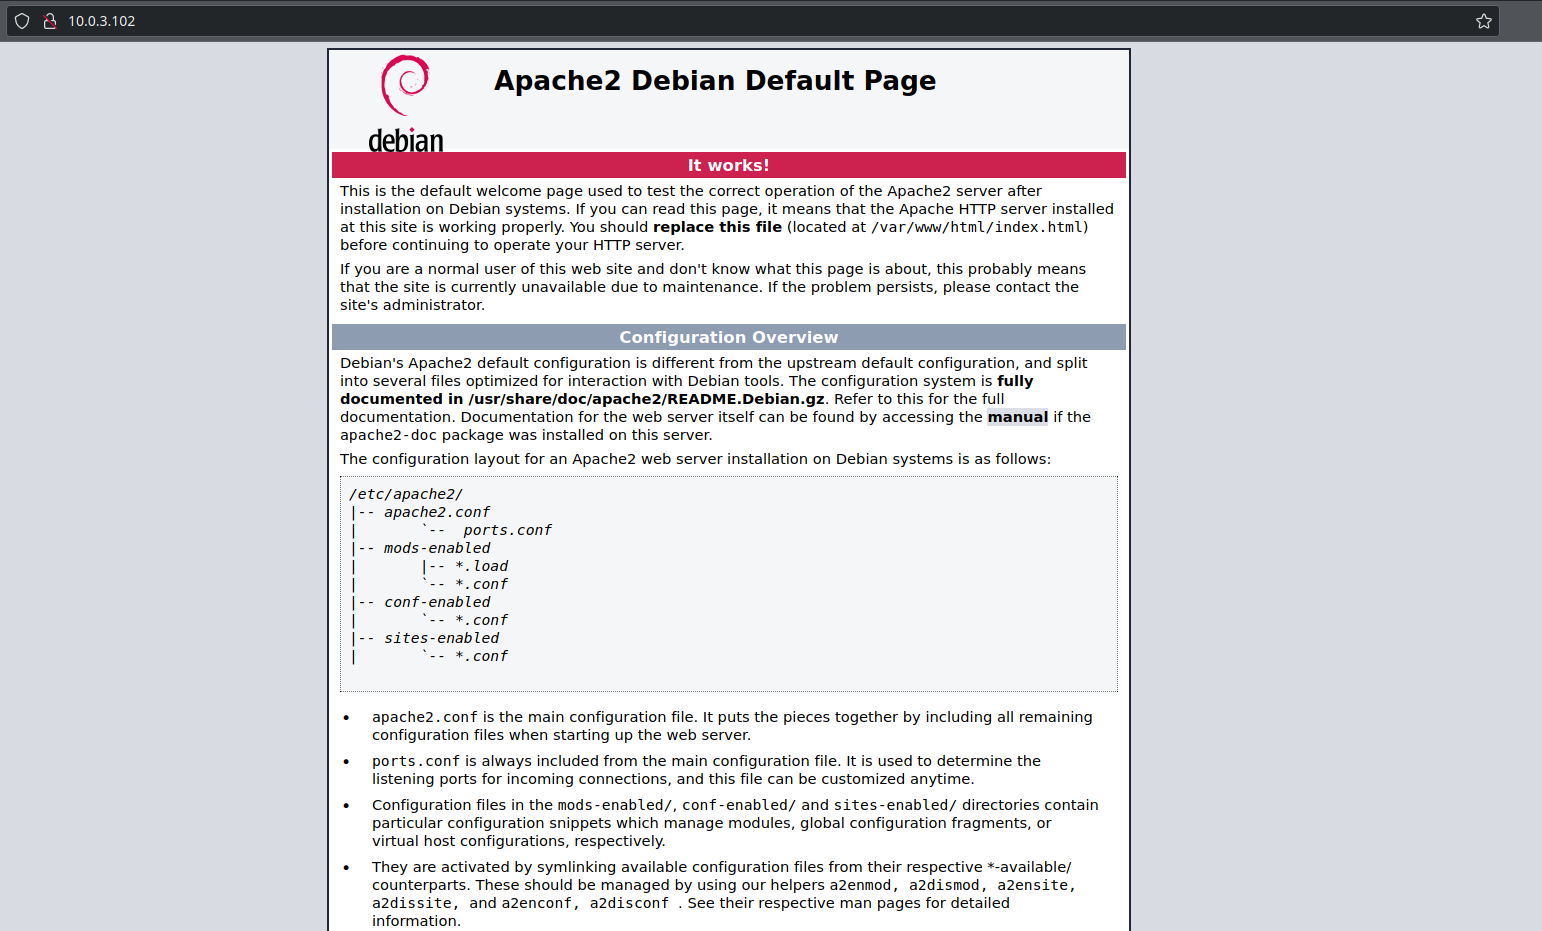 10.0.3.102
Apache2 Debian Default Page
debian
It works!
This is the default welcome page used to test the correct operation of the Apache2 server after
installation on Debian systems. If you can read this page, it means that the Apache HTTP server installed
at this site is working properly. You should replace this file (located at /var/www/html/index.html)
before continuing to operate your HTTP server.
If you are a normal user of this web site and don't know what this page is about, this probably means
that the site is currently unavailable due to maintenance. If the problem persists, please contact the
site's administrator.
Configuration Overview
Debian's Apache2 default configuration is different from the upstream default configuration, and split
into several files optimized for interaction with Debian tools. The configuration system is fully
documented in /usr/share/doc/apache2/README.Debian.gz. Refer to this for the full
documentation. Documentation for the web server itself can be found by accessing the manual if the
apache2-doc package was installed on this server.
The configuration layout for an Apache2 web server installation on Debian systems is as follows:
/etc/apache2/
|-- apache2.conf
|       `--  ports.conf
|-- mods-enabled
|       |-- *.load
|       `-- *.conf
|-- conf-enabled
|       `-- *.conf
|-- sites-enabled
|       `-- *.conf
• apache2.conf is the main configuration file. It puts the pieces together by including all remaining
configuration files when starting up the web server.
• ports.conf is always included from the main configuration file. It is used to determine the
listening ports for incoming connections, and this file can be customized anytime.
• Configuration files in the mods-enabled/, conf-enabled/ and sites-enabled/ directories contain
particular configuration snippets which manage modules, global configuration fragments, or
virtual host configurations, respectively.
• They are activated by symlinking available configuration files from their respective *-available/
counterparts. These should be managed by using our helpers a2enmod, a2dismod, a2ensite,
a2dissite, and a2enconf, a2disconf . See their respective man pages for detailed
information.